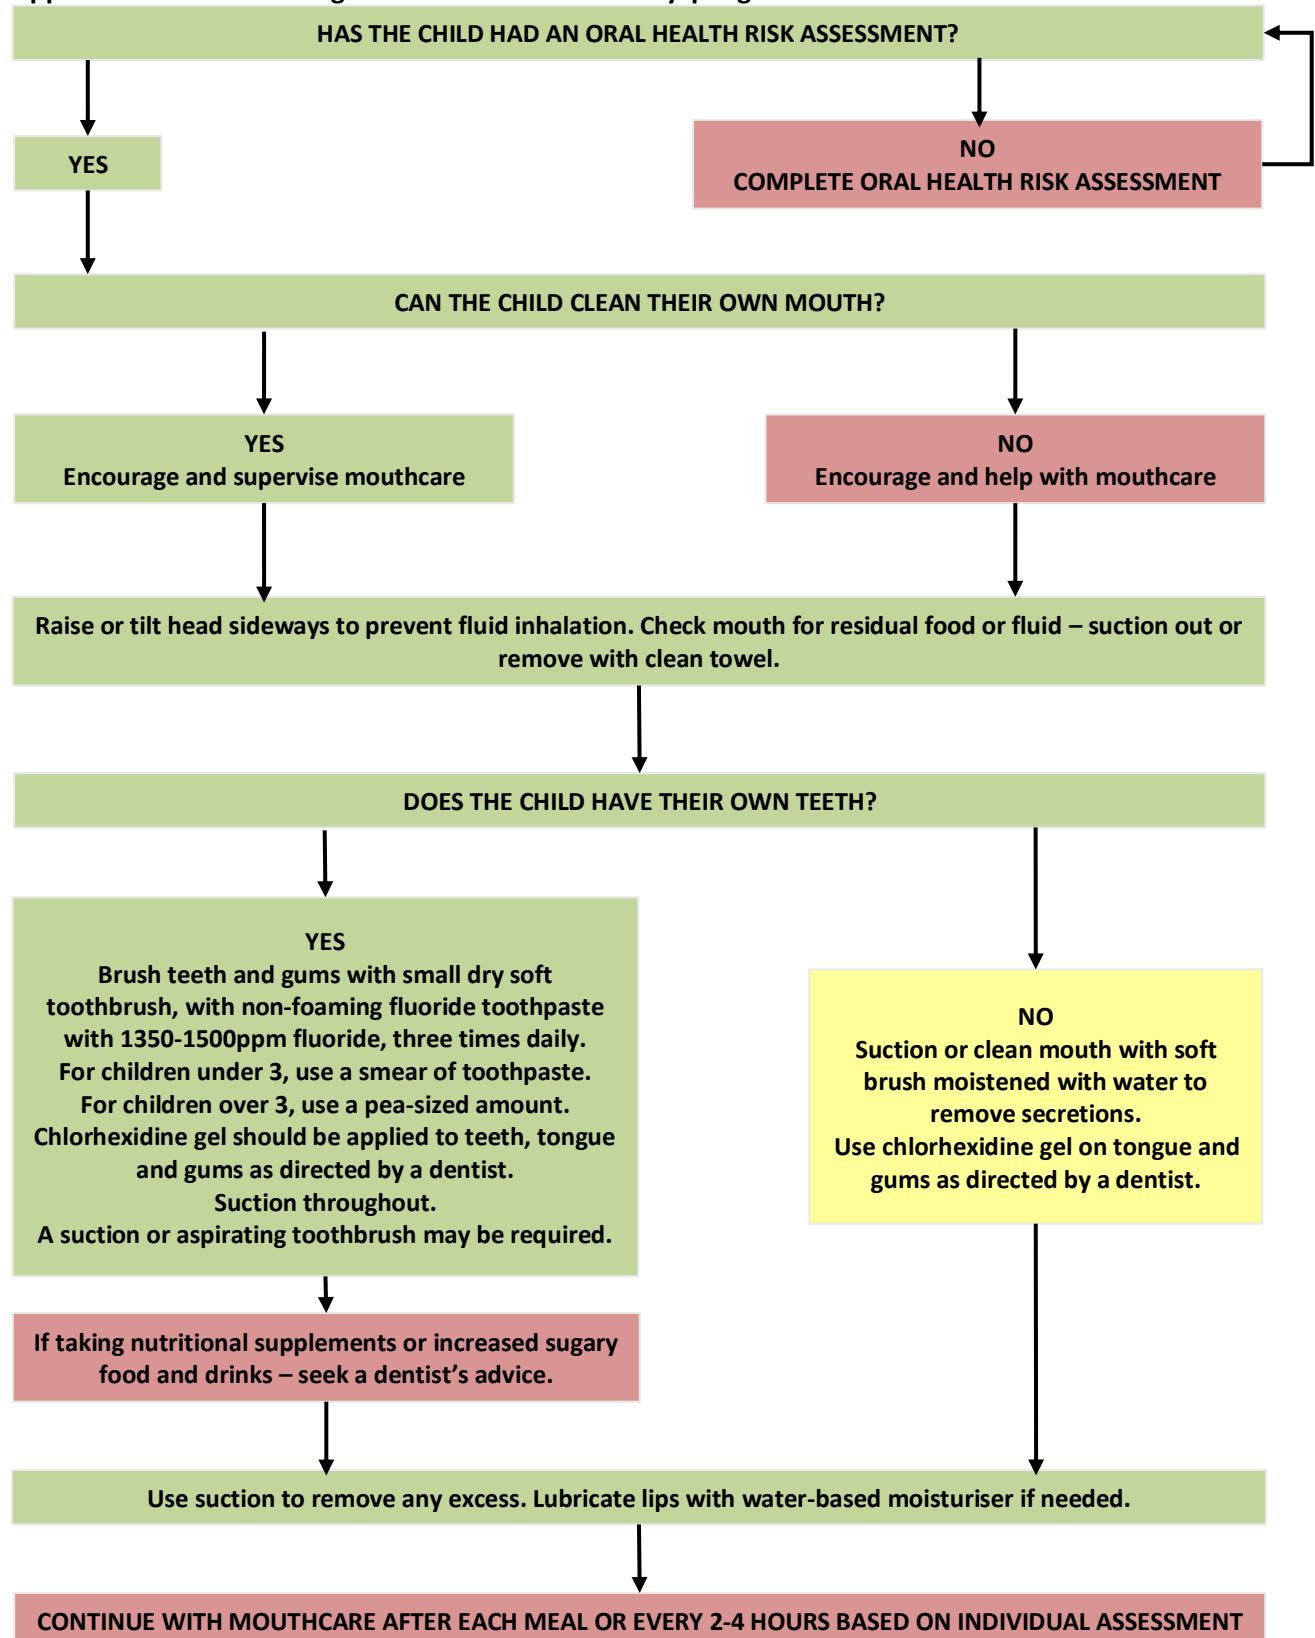 HAS THE CHILD HAD AN ORAL HEALTH RISK ASSESSMENT?
YES
NO
COMPLETE ORAL HEALTH RISK ASSESSMENT
CAN THE CHILD CLEAN THEIR OWN MOUTH?
YES
Encourage and supervise mouthcare
NO
Encourage and help with mouthcare
Raise or tilt head sideways to prevent fluid inhalation. Check mouth for residual food or fluid – suction out or
remove with clean towel.
DOES THE CHILD HAVE THEIR OWN TEETH?
YES
Brush teeth and gums with small dry soft
toothbrush, with non-foaming fluoride toothpaste
with 1350-1500ppm fluoride, three times daily.
For children under 3, use a smear of toothpaste.
For children over 3, use a pea-sized amount.
Chlorhexidine gel should be applied to teeth, tongue
and gums as directed by a dentist.
Suction throughout.
A suction or aspirating toothbrush may be required.
NO
Suction or clean mouth with soft
brush moistened with water to
remove secretions.
Use chlorhexidine gel on tongue and
gums as directed by a dentist.
If taking nutritional supplements or increased sugary
food and drinks – seek a dentist’s advice.
Use suction to remove any excess. Lubricate lips with water-based moisturiser if needed.
CONTINUE WITH MOUTHCARE AFTER EACH MEAL OR EVERY 2-4 HOURS BASED ON INDIVIDUAL ASSESSMENT